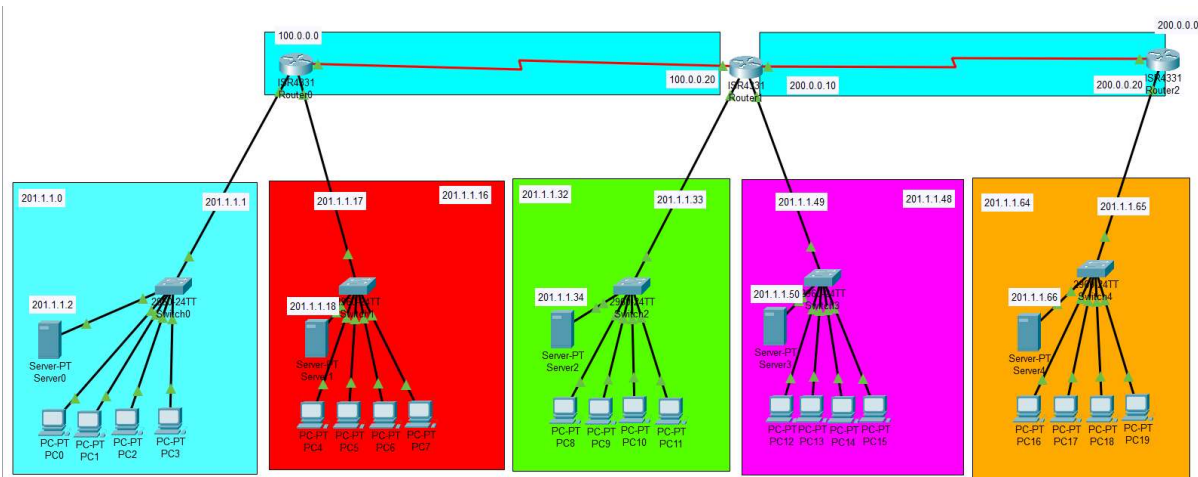 100.0.0.0
200.0.0.0
ISR4331
Router0
100.0.0.20
ISR4331
Router1
200.0.0.10
200.0.0.20
ISR4331
Router2
201.1.1.0
201.1.1.1
201.1.1.17
201.1.1.16
201.1.1.32
201.1.1.33
201.1.1.49
201.1.1.48
201.1.1.64
201.1.1.65
Switch0
201.1.1.2
Server-PT
Server0
PC-PT
PC0
PC-PT
PC1
PC-PT
PC2
PC-PT
PC3
201.1.1.18
Server-PT
Server1
PC-PT
PC4
PC-PT
PC5
PC-PT
PC6
PC-PT
PC7
Switch2
201.1.1.34
Server-PT
Server2
PC-PT
PC8
PC-PT
PC9
PC-PT
PC10
PC-PT
PC11
Switch3
201.1.1.50
Server-PT
Server3
PC-PT
PC12
PC-PT
PC13
PC-PT
PC14
PC-PT
PC15
Switch4
201.1.1.66
Server-PT
Server4
PC-PT
PC16
PC-PT
PC17
PC-PT
PC18
PC-PT
PC19